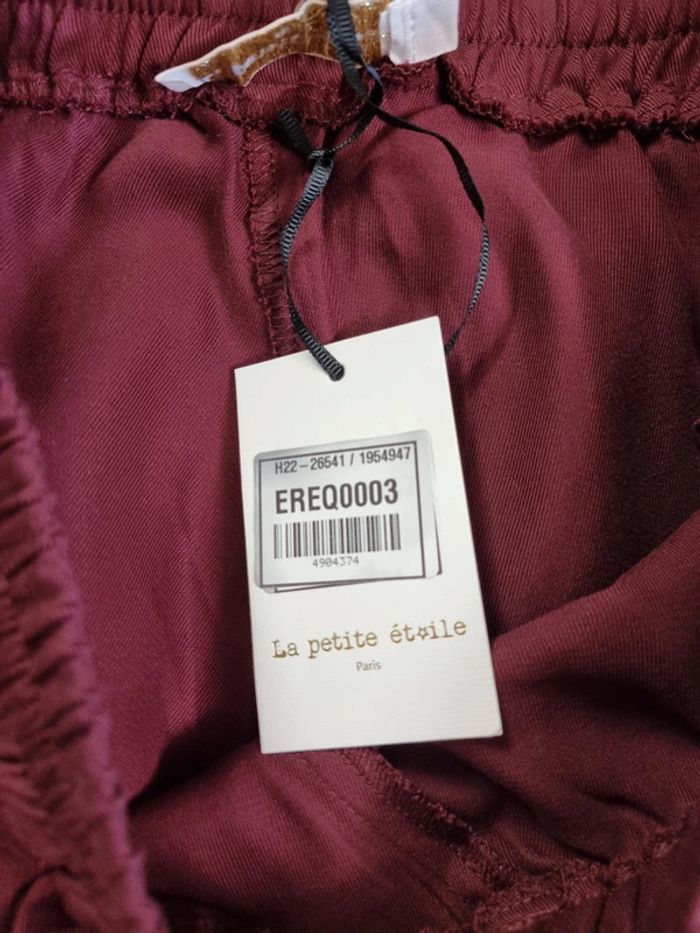 H22-26541 / 1954947
EREQ0003
4904374
La petite étoile
Paris